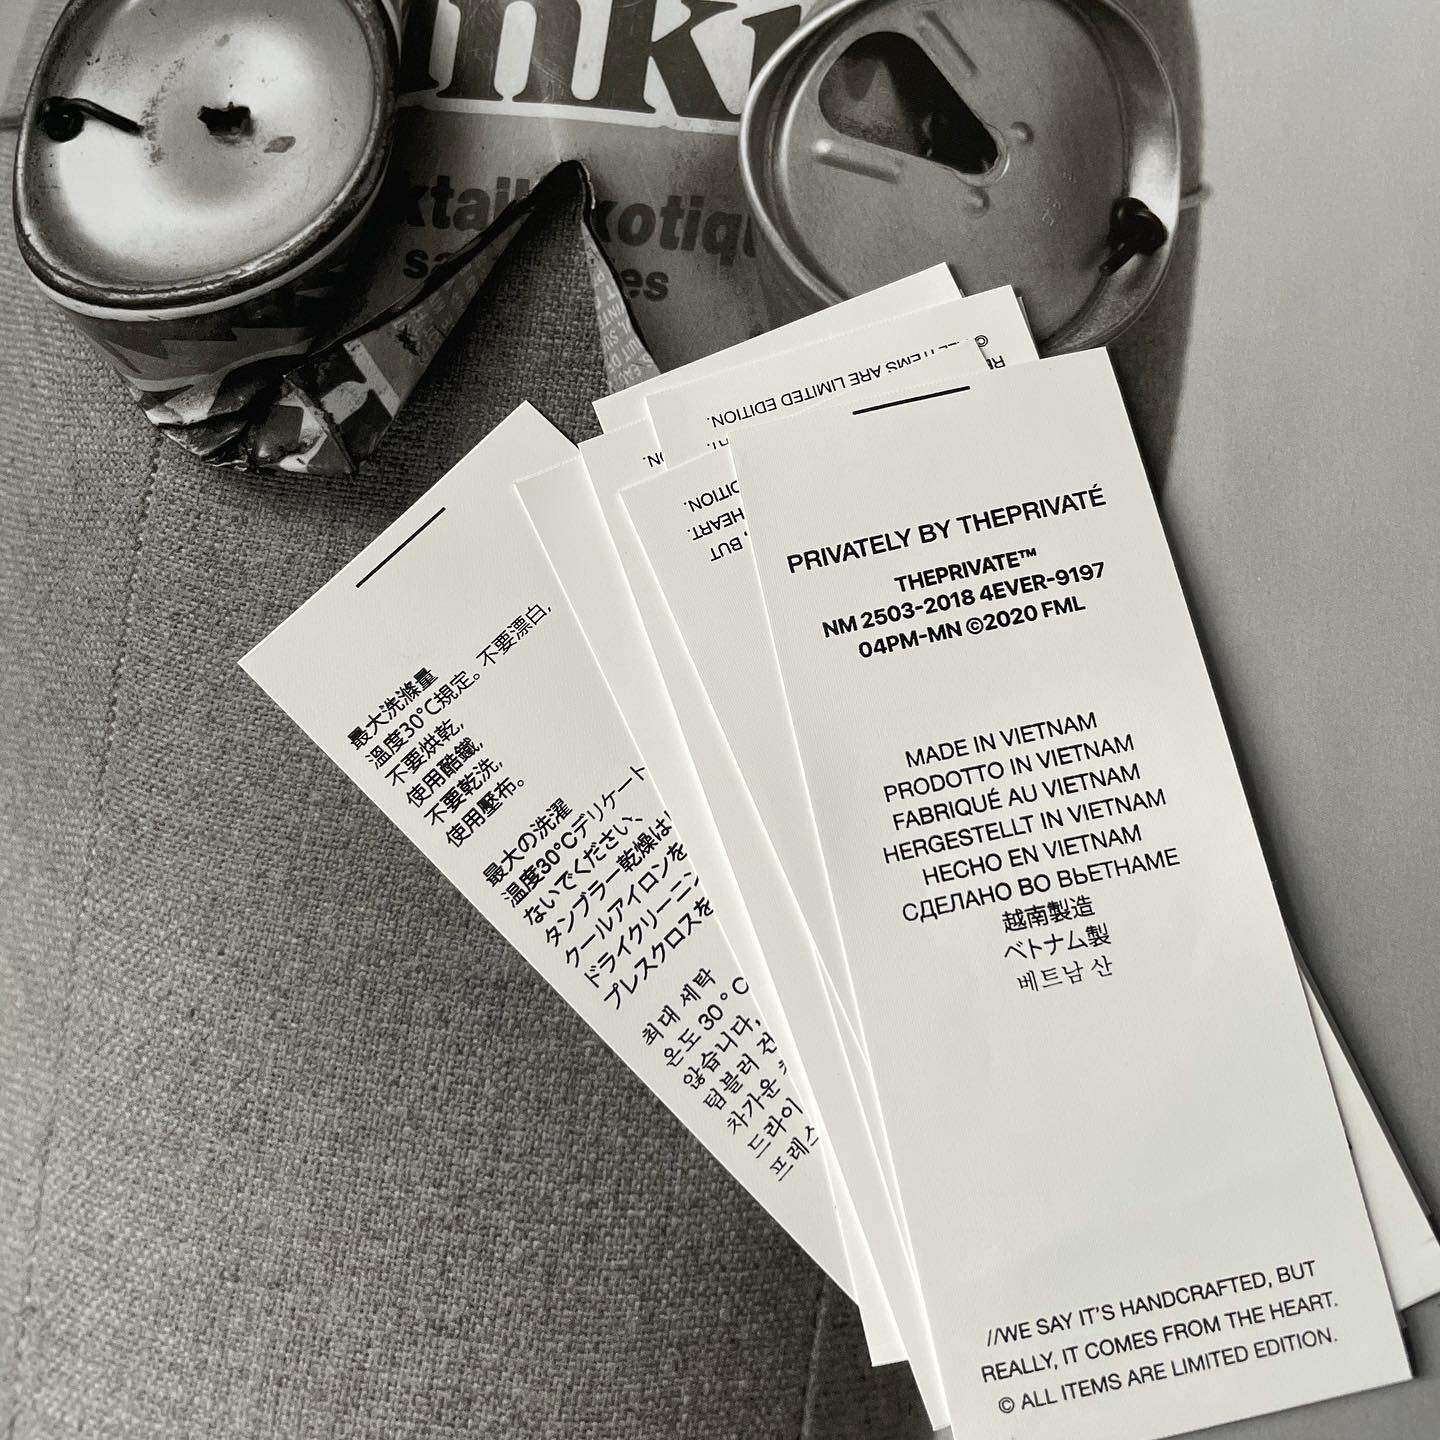 PRIVATELY BY THEPRIVATÉ
THEPRIVATE™
NM 2503-2018 4EVER-9197
04PM-MN ©2020 FML
MADE IN VIETNAM
PRODOTTO IN VIETNAM
FABRIQUÉ AU VIETNAM
HERGESTELLT IN VIETNAM
HECHO EN VIETNAM
СДЕЛАНО ВО ВЬЕТНАМЕ
越南製造
ベトナム製
베트남 산
//WE SAY IT'S HANDCRAFTED, BUT
REALLY, IT COMES FROM THE HEART.
© ALL ITEMS ARE LIMITED EDITION.
最大洗滌量
溫度30°C規定。不要漂白,
不要烘乾,
使用酷鐵,
不要乾洗,
使用壓布。
最大の洗濯
温度30°Cデリケート
ないでください、
タンブラー乾燥は
クールアイロンを
ドライクリーニン
プレスクロスを
최대 세탁
온도 30 ° C
않습니다,
텀블러 건
차가운
드라이
프레스
ITEMS ARE LIMITED EDITION.
HEART.
BUT